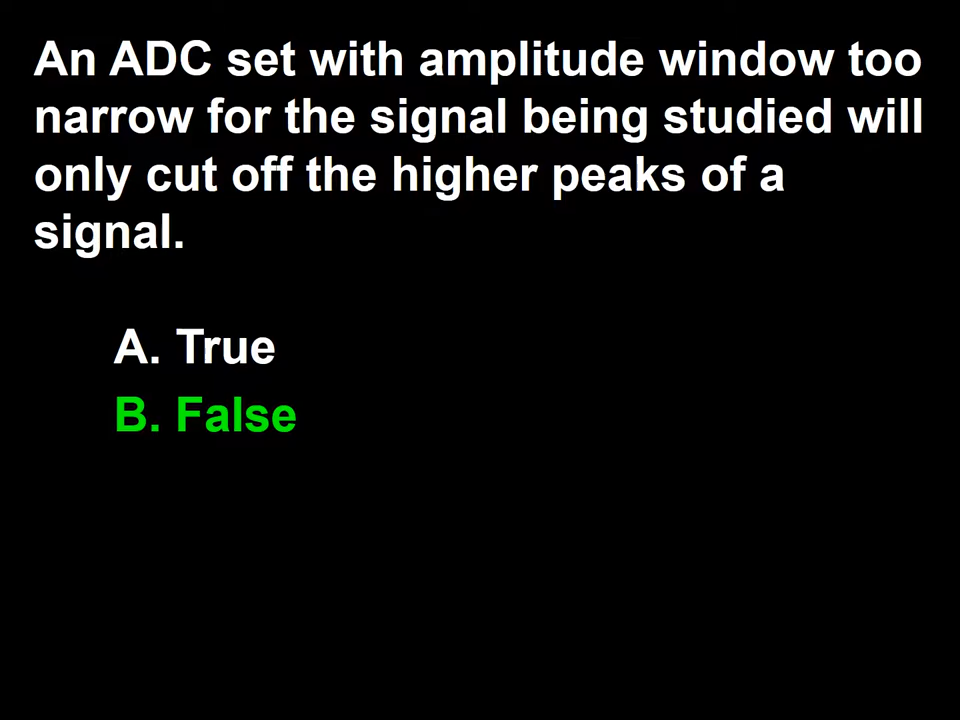 An ADC set with amplitude window too
narrow for the signal being studied will
only cut off the higher peaks of a
signal.
A. True
B. False